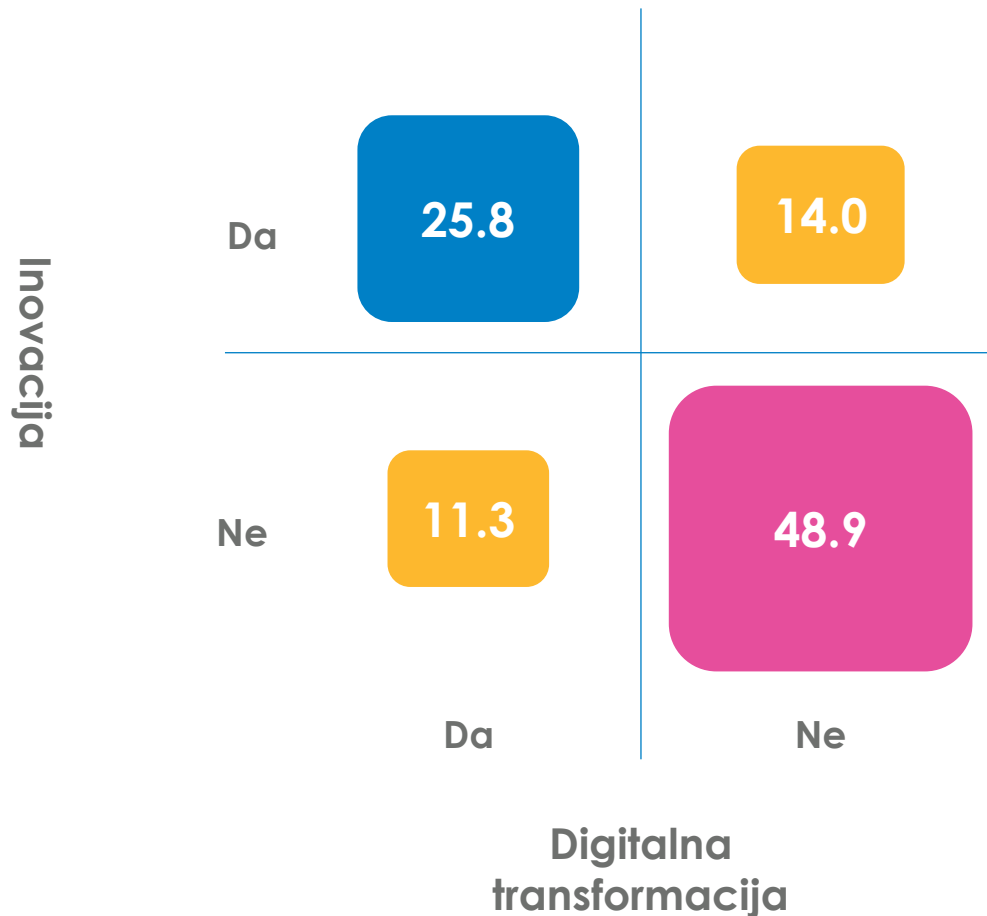 Inovacija
Da
25.8
14.0
Ne
11.3
48.9
Da
Ne
Digitalna
transformacija